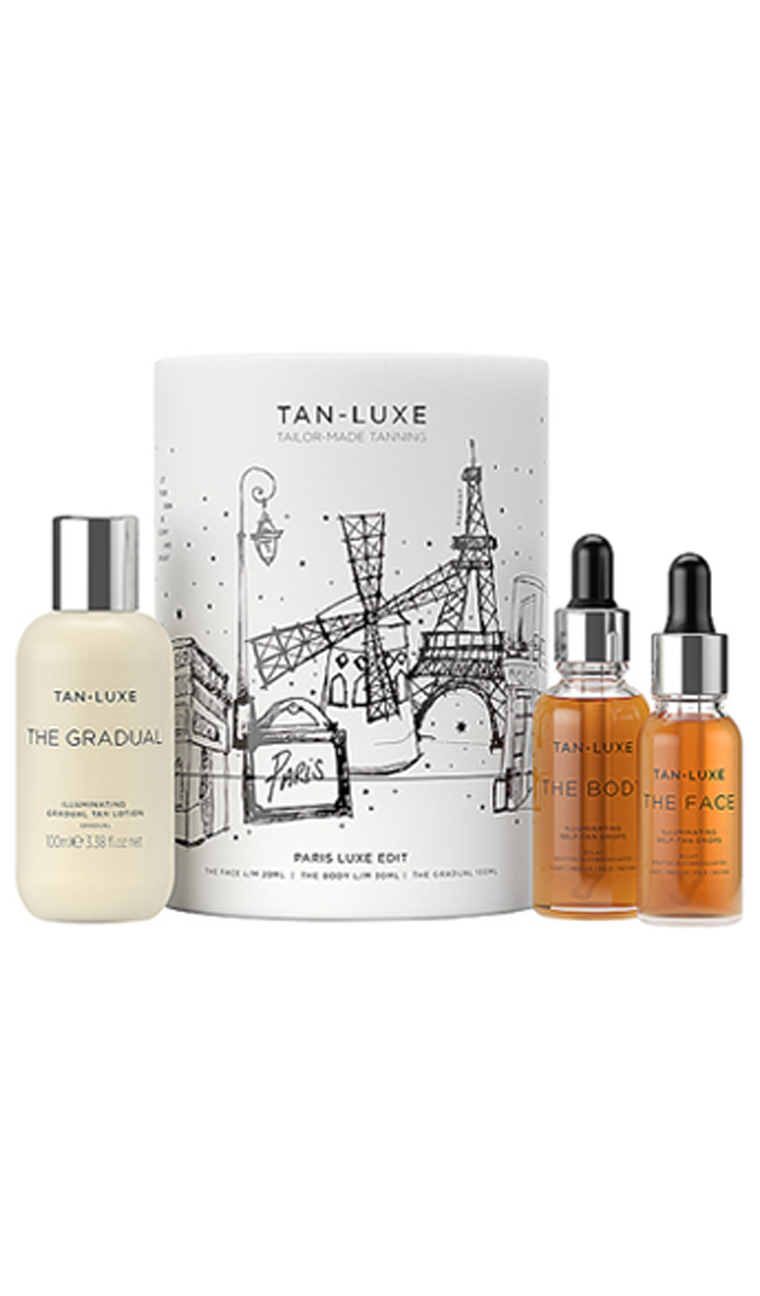 TAN-LUXE
TAILOR-MADE TANNING
PARIS
PARIS LUXE EDIT
THE FACE L/M 20ML | THE BODY L/M 30ML | THE GRADUAL 100ML
TAN-LUXE
THE GRADUAL
ILLUMINATING
GRADUAL TAN LOTION
GRADUAL
100ml℮ 3.38 fl.oz net
TAN-LUXE
THE BODY
ILLUMINATING
SELF-TAN DROPS
TAN-LUXE
THE FACE
ILLUMINATING
SELF-TAN DROPS